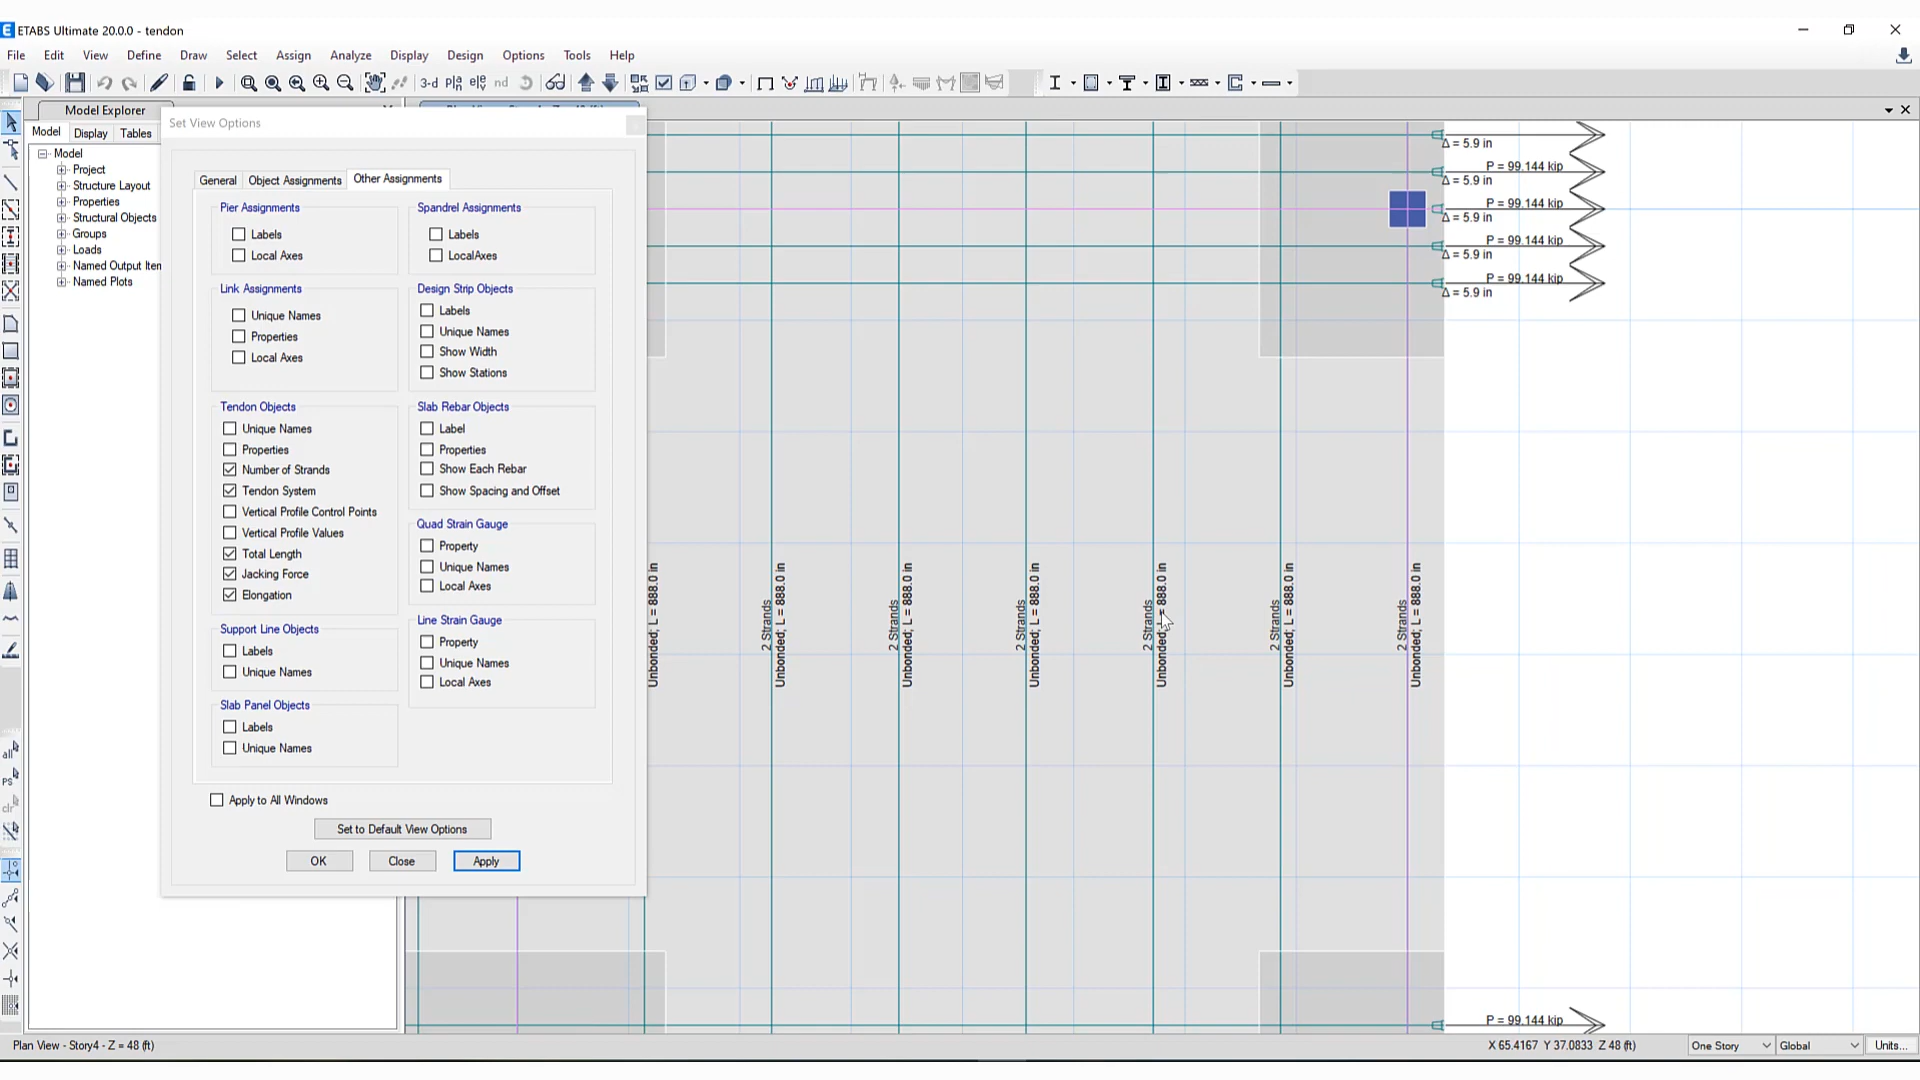 ETABS Ultimate 20.0.0 - tendon
File Edit View Define Draw Select Assign Analyze Display Design Options Tools Help
3-d pla ele nd
Model Explorer
Model Display Tables
Model
Project
Structure Layout
Properties
Structural Objects
Groups
Loads
Named Output Iten
Named Plots
all
ps
clr
Set View Options
General Object Assignments Other Assignments
Pier Assignments
Labels
Local Axes
Link Assignments
Unique Names
Properties
Local Axes
Tendon Objects
Unique Names
Properties
Number of Strands
Tendon System
Vertical Profile Control Points
Vertical Profile Values
Total Length
Jacking Force
Elongation
Support Line Objects
Labels
Unique Names
Slab Panel Objects
Labels
Unique Names
Spandrel Assignments
Labels
LocalAxes
Design Strip Objects
Labels
Unique Names
Show Width
Show Stations
Slab Rebar Objects
Label
Properties
Show Each Rebar
Show Spacing and Offset
Quad Strain Gauge
Property
Unique Names
Local Axes
Line Strain Gauge
Property
Unique Names
Local Axes
Apply to All Windows
Set to Default View Options
OK Close Apply
Δ = 5.9 in
P = 99.144 kip
Δ = 5.9 in
P = 99.144 kip
Δ = 5.9 in
P = 99.144 kip
Δ = 5.9 in
P = 99.144 kip
Δ = 5.9 in
Unbonded; L = 888.0 in
2 Strands
Unbonded; L = 888.0 in
2 Strands
Unbonded; L = 888.0 in
2 Strands
Unbonded; L = 888.0 in
2 Strands
Unbonded; L = 888.0 in
2 Strands
Unbonded; L = 888.0 in
2 Strands
Unbonded; L = 888.0 in
P = 99.144 kip
Plan View - Story4 - Z = 48 (ft)
X 65.4167 Y 37.0833 Z 48 (ft)
One Story
Global
Units...